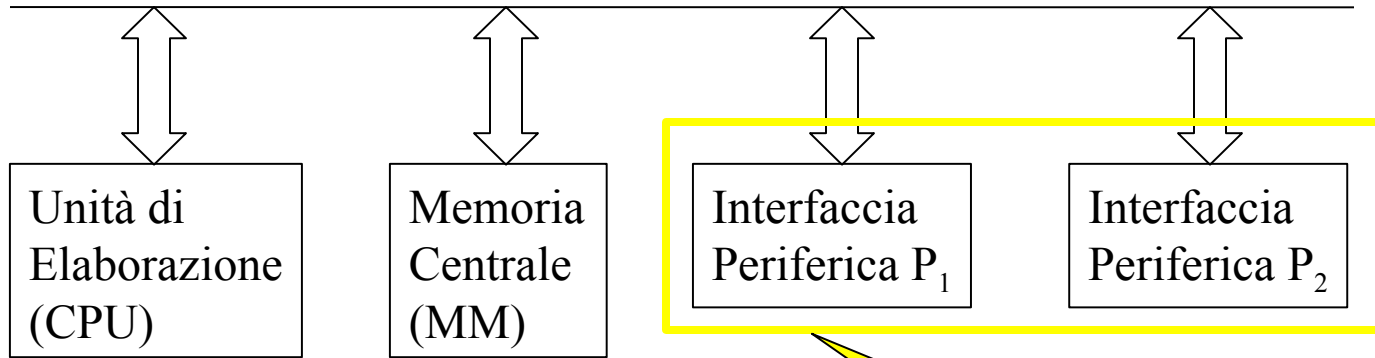 Unità di
Elaborazione
(CPU)
Memoria
Centrale
(MM)
Interfaccia
Periferica P₁
Interfaccia
Periferica P₂